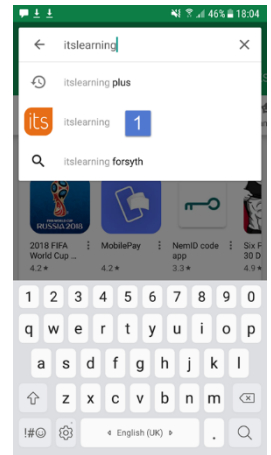 46% 18:04
itslearning
itslearning plus
its itslearning 1
itslearning forsyth
RUSSIA 2018
2018 FIFA World Cup ...
4.2★
MobilePay
NemID code app
3.3★
Six P
30 D
4.9★
1 2 3 4 5 6 7 8 9 0
q w e r t y u i o p
a s d f g h j k l
z x c v b n m
!#☺ English (UK) .